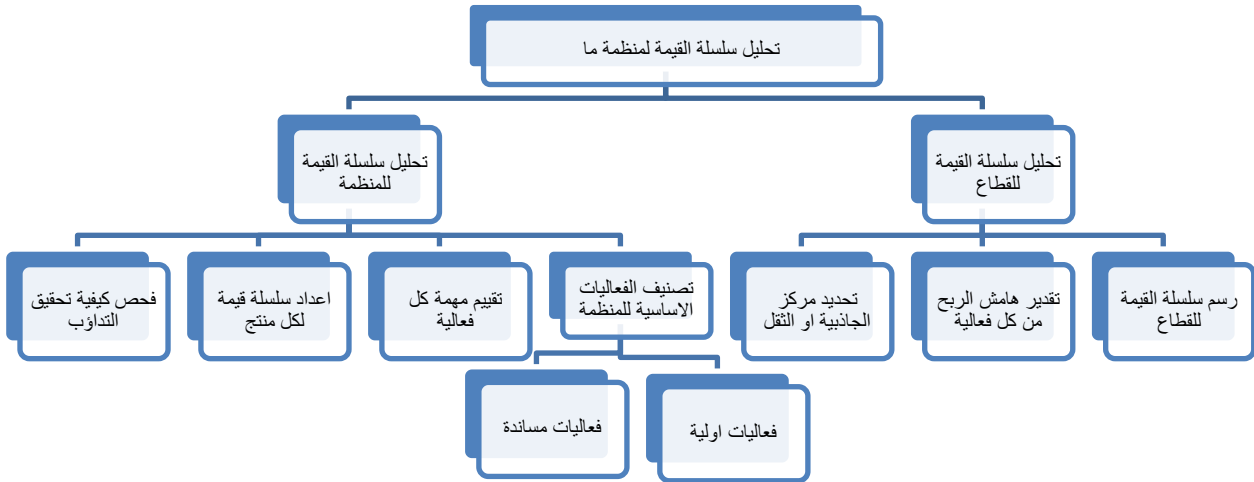 تحليل سلسلة القيمة لمنظمة ما
تحليل سلسلة القيمة
للقطاع
تحليل سلسلة القيمة
للمنظمة
رسم سلسلة القيمة
للقطاع
تقدير هامش الربح
من كل فعالية
تحديد مركز
الجاذبية او الثقل
تصنيف الفعاليات
الاساسية للمنظمة
تقييم مهمة كل
فعالية
اعداد سلسلة قيمة
لكل منتج
فحص كيفية تحقيق
التداؤب
فعاليات اولية
فعاليات مساندة